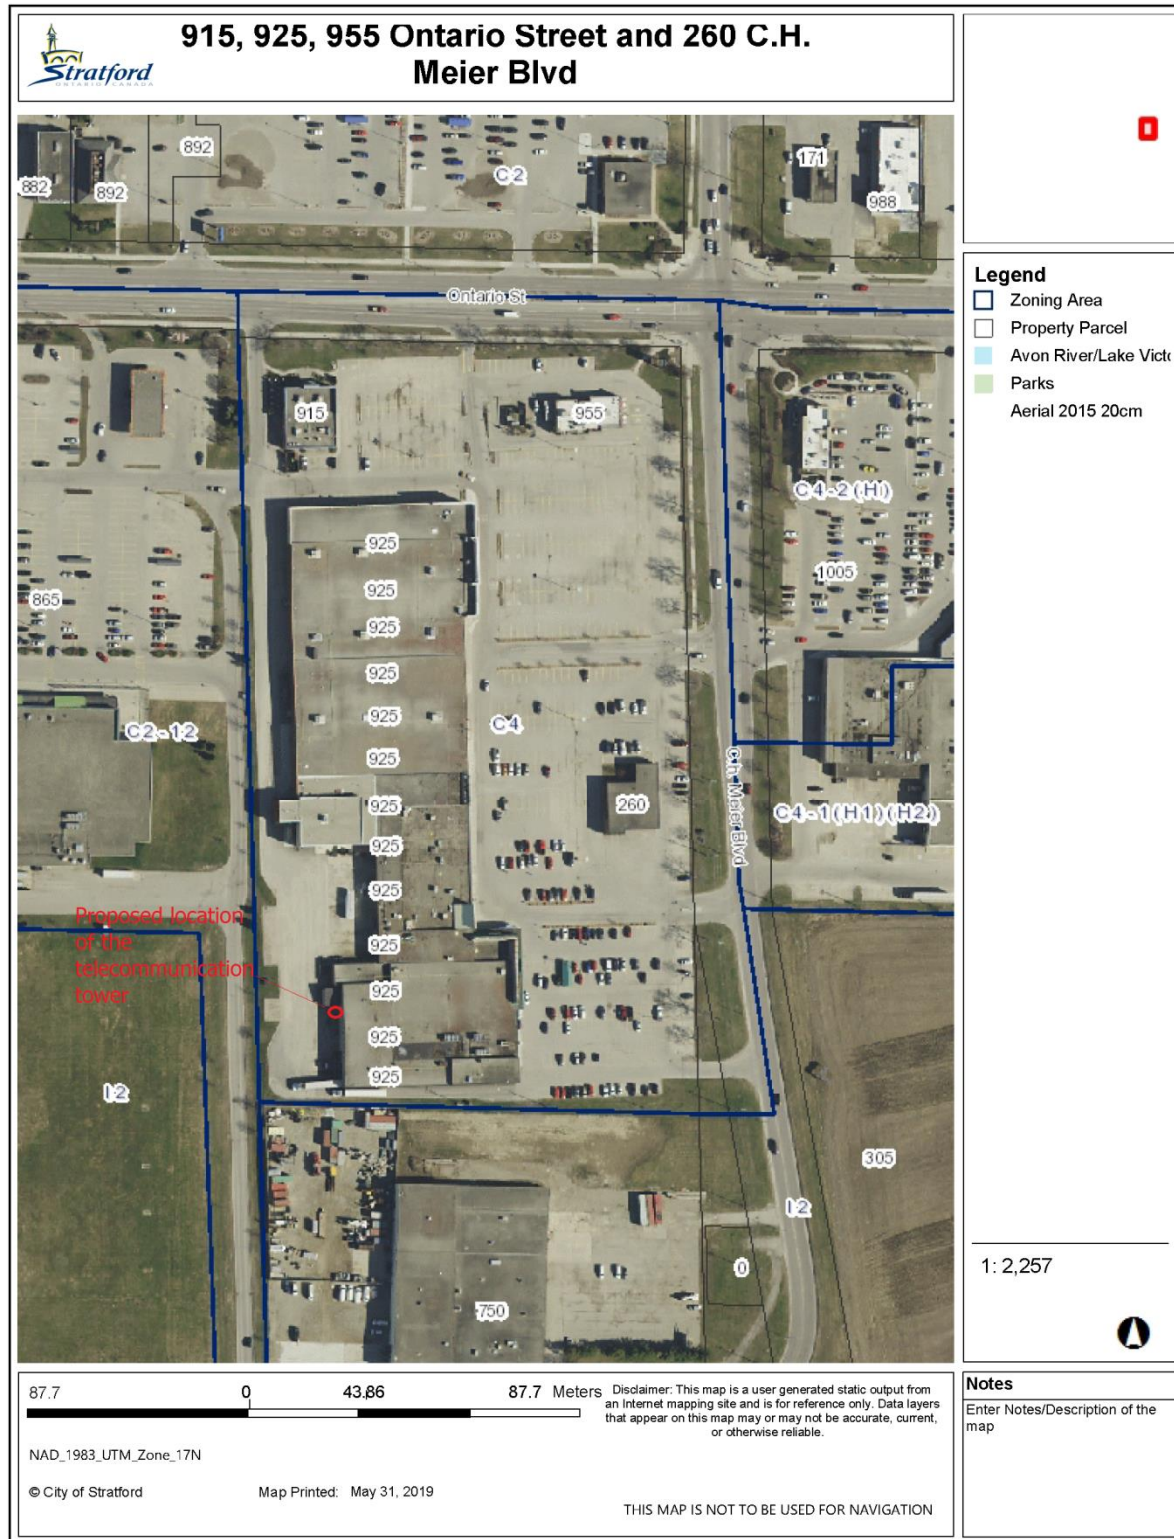 915, 925, 955 Ontario Street and 260 C.H.
Meier Blvd
Stratford
ONTARIO CANADA
892
171
C2
882
892
988
Ontario St
915
955
C4-2(H)
925
925
1005
865
925
925
925
C4
C2-12
925
C.h. Meier Blvd
925
260
C4-1(H1)(H2)
925
925
Proposed location
of the
telecommunication
tower
925
925
925
925
I2
305
I2
0
750
Legend
Zoning Area
Property Parcel
Avon River/Lake Victo
Parks
Aerial 2015 20cm
1: 2,257
87.7
0
43.86
87.7 Meters
NAD_1983_UTM_Zone_17N
© City of Stratford
Map Printed: May 31, 2019
Disclaimer: This map is a user generated static output from
an Internet mapping site and is for reference only. Data layers
that appear on this map may or may not be accurate, current,
or otherwise reliable.
THIS MAP IS NOT TO BE USED FOR NAVIGATION
Notes
Enter Notes/Description of the
map